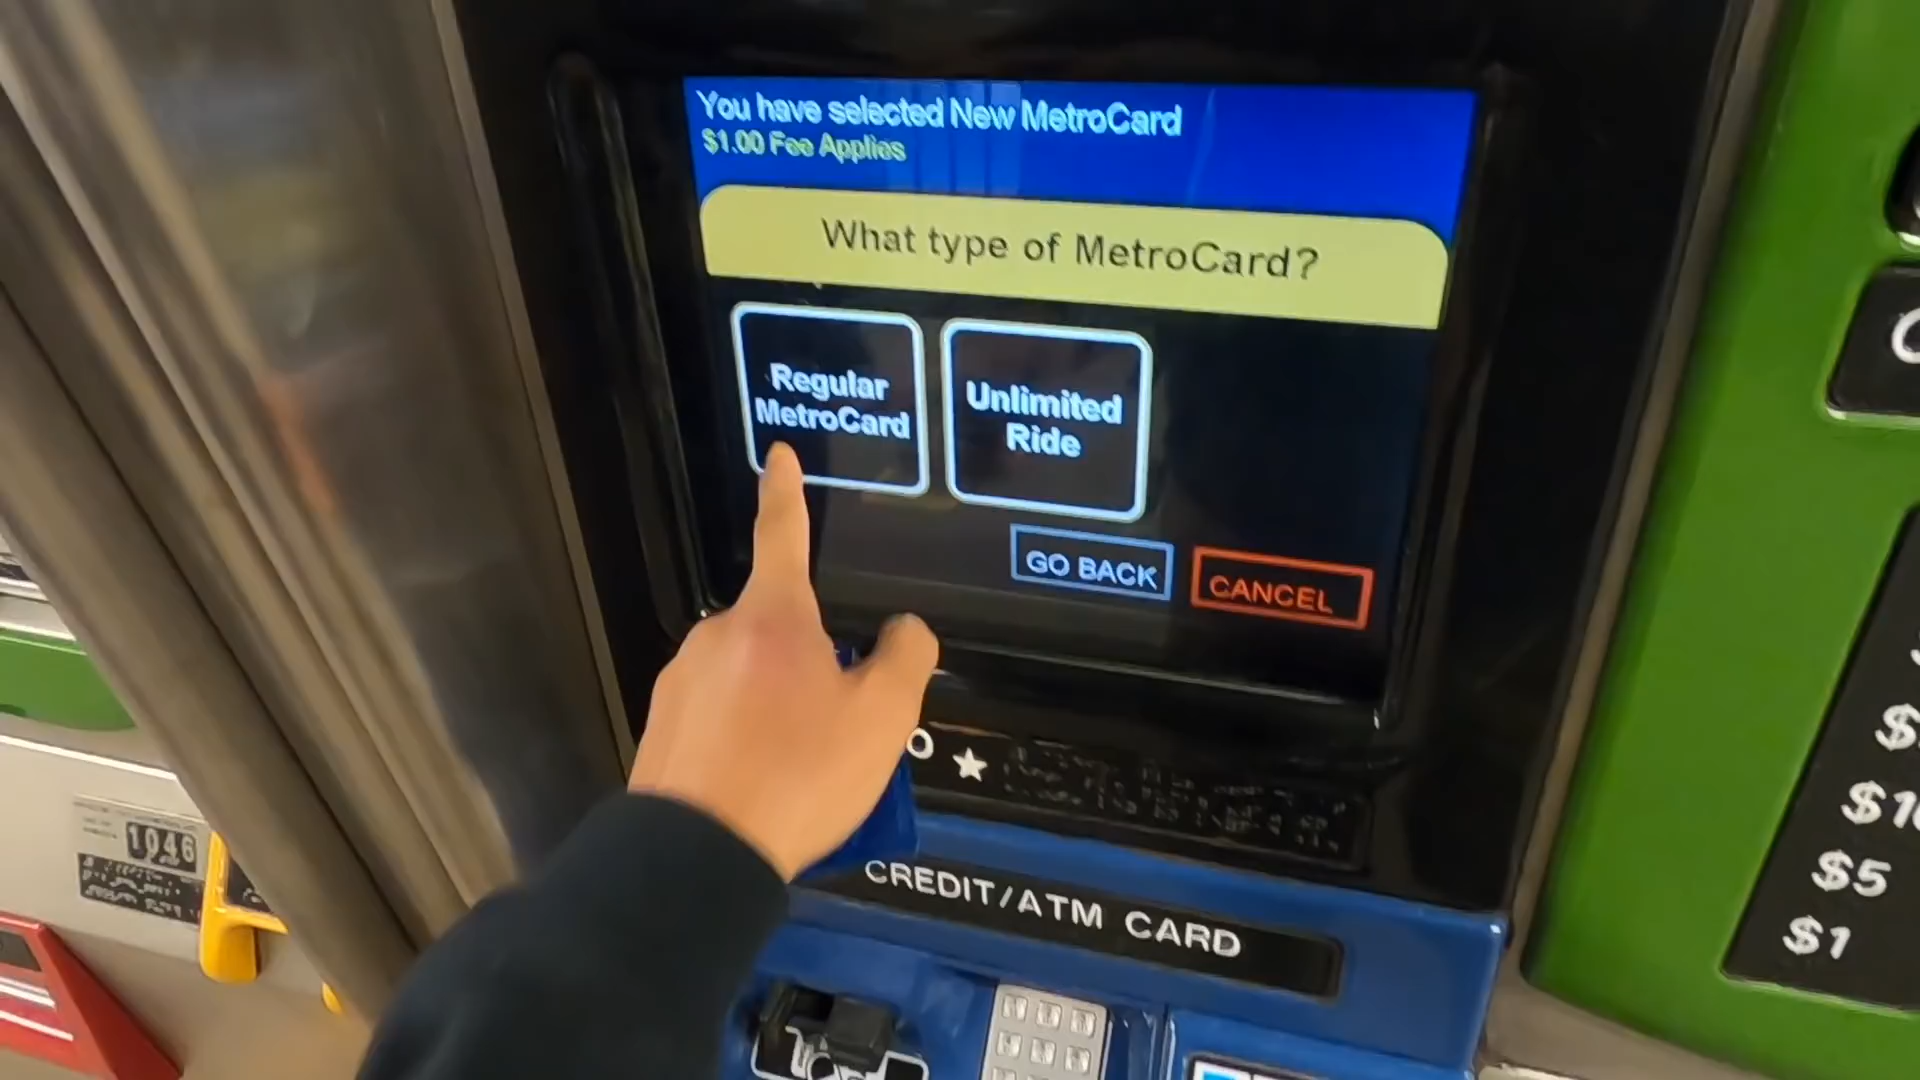 You have selected New MetroCard
$1.00 Fee Applies
What type of MetroCard?
Regular
MetroCard
Unlimited
Ride
GO BACK
CANCEL
CREDIT/ATM CARD
1046
$5
$1